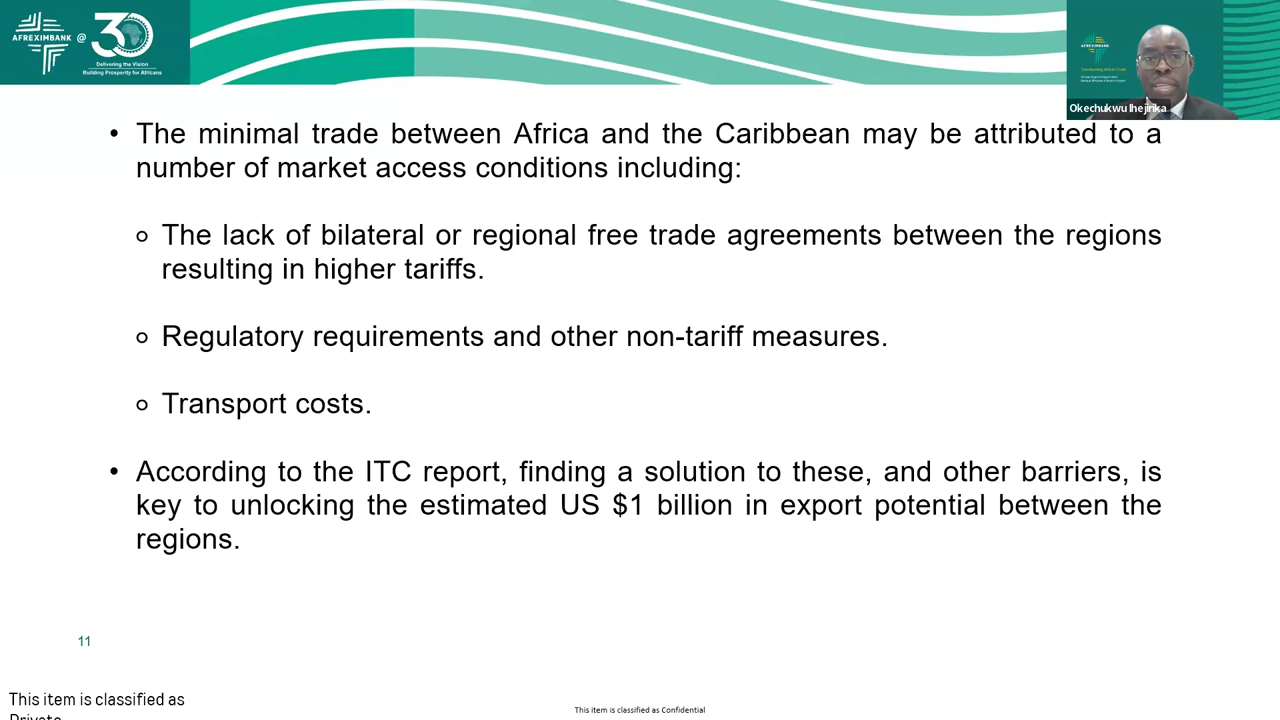 AFREXIMBANK @ 30
Delivering the Vision
Building Prosperity for Africans
AFREXIMBANK
Okechukwu Ihejirika
• The minimal trade between Africa and the Caribbean may be attributed to a
number of market access conditions including:
o The lack of bilateral or regional free trade agreements between the regions
resulting in higher tariffs.
o Regulatory requirements and other non-tariff measures.
o Transport costs.
• According to the ITC report, finding a solution to these, and other barriers, is
key to unlocking the estimated US $1 billion in export potential between the
regions.
11
This item is classified as
Private
This item is classified as Confidential